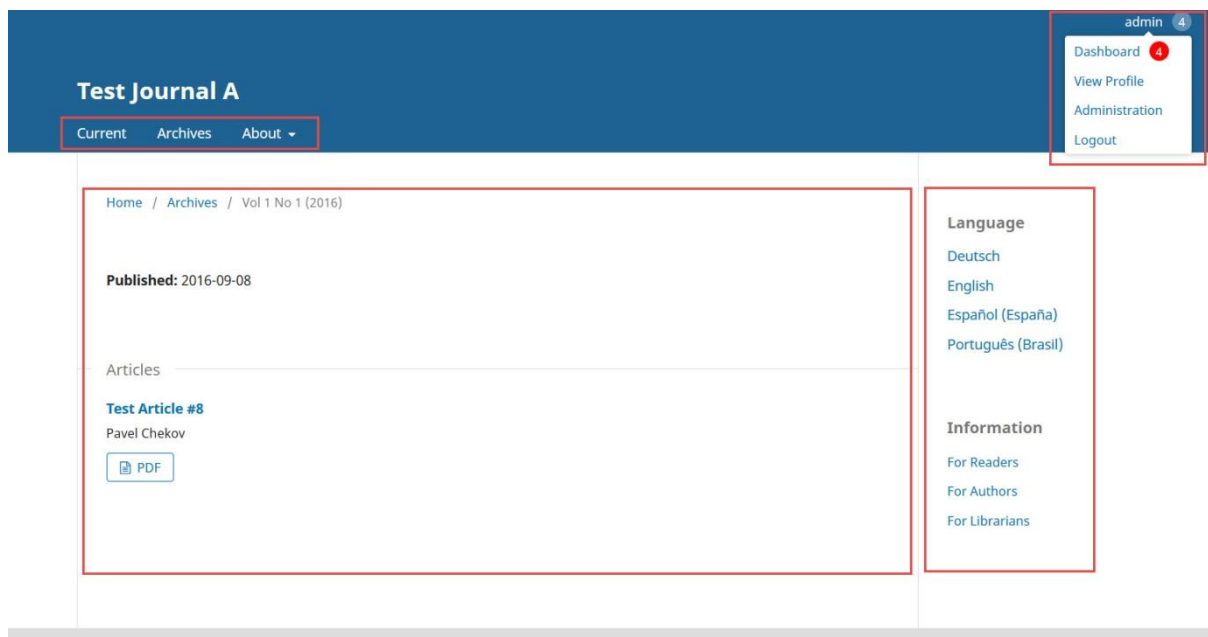 admin 4
Dashboard 4
View Profile
Administration
Logout
Test Journal A
Current Archives About
Home / Archives / Vol 1 No 1 (2016)
Published: 2016-09-08
Articles
Test Article #8
Pavel Chekov
PDF
Language
Deutsch
English
Español (España)
Português (Brasil)
Information
For Readers
For Authors
For Librarians